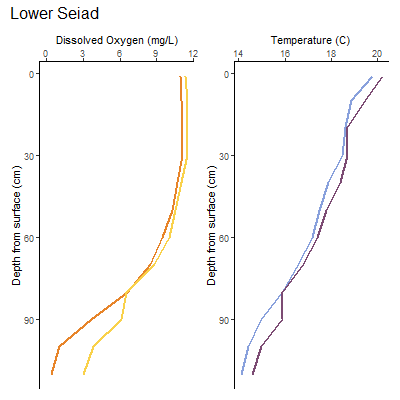 Lower Seiad
Dissolved Oxygen (mg/L)
0 3 6 9 12
0
30
60
90
Depth from surface (cm)
Temperature (C)
14 16 18 20
0
30
60
90
Depth from surface (cm)